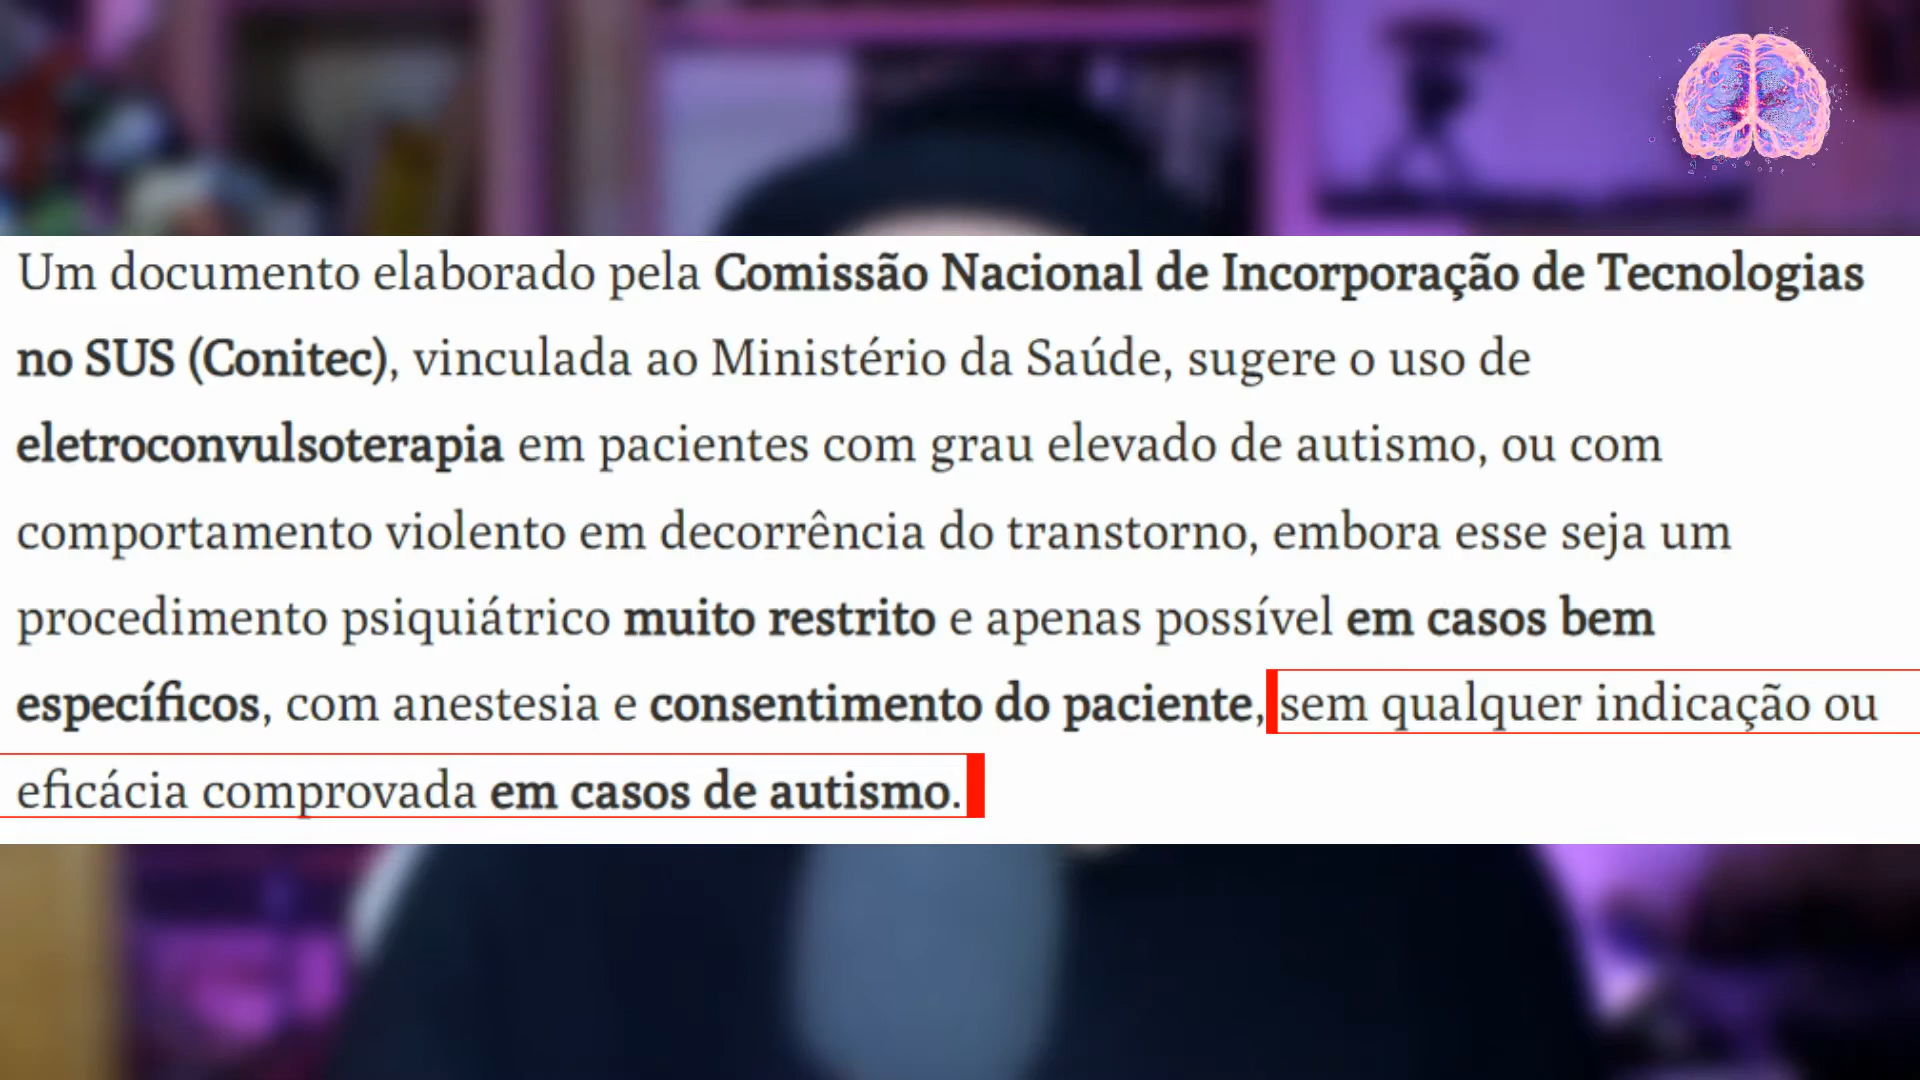 Um documento elaborado pela Comissão Nacional de Incorporação de Tecnologias
no SUS (Conitec), vinculada ao Ministério da Saúde, sugere o uso de
eletroconvulsoterapia em pacientes com grau elevado de autismo, ou com
comportamento violento em decorrência do transtorno, embora esse seja um
procedimento psiquiátrico muito restrito e apenas possível em casos bem
específicos, com anestesia e consentimento do paciente, sem qualquer indicação ou
eficácia comprovada em casos de autismo.